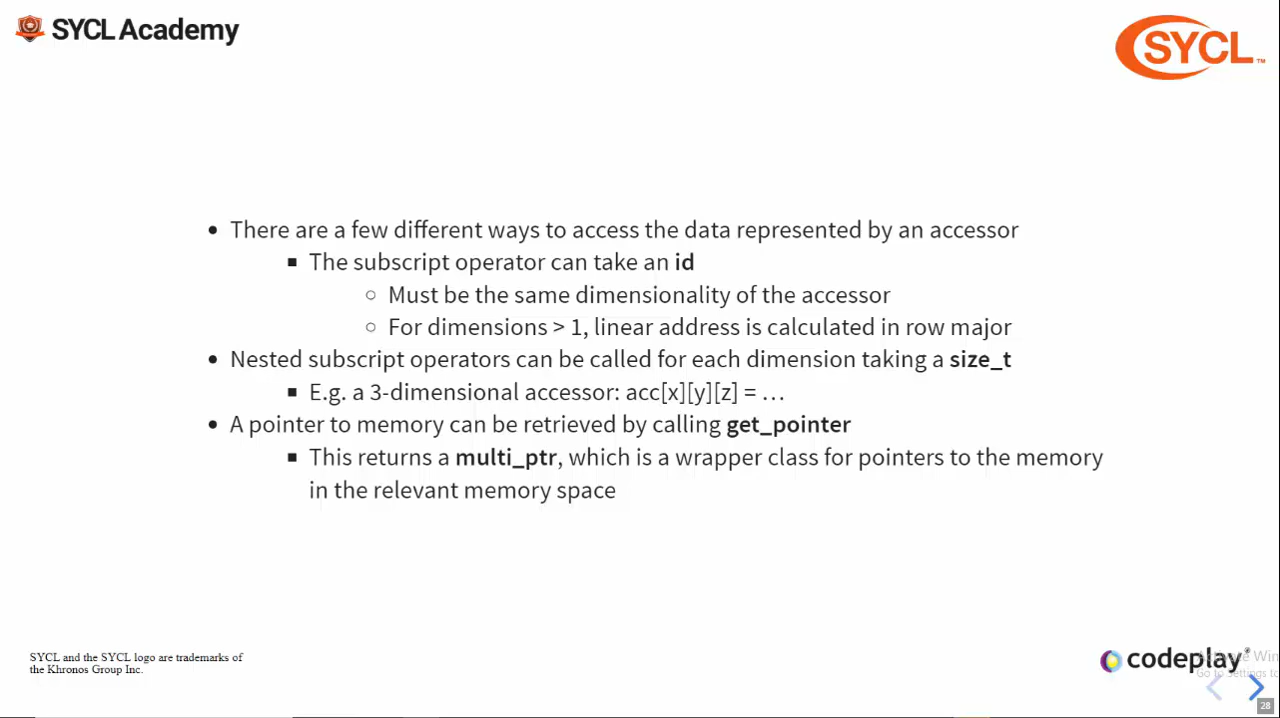 SYCL Academy
SYCL™
• There are a few different ways to access the data represented by an accessor
▪ The subscript operator can take an id
○ Must be the same dimensionality of the accessor
○ For dimensions > 1, linear address is calculated in row major
• Nested subscript operators can be called for each dimension taking a size_t
▪ E.g. a 3-dimensional accessor: acc[x][y][z] = …
• A pointer to memory can be retrieved by calling get_pointer
▪ This returns a multi_ptr, which is a wrapper class for pointers to the memory
in the relevant memory space
SYCL and the SYCL logo are trademarks of
the Khronos Group Inc.
codeplay
Go to Settings to
28